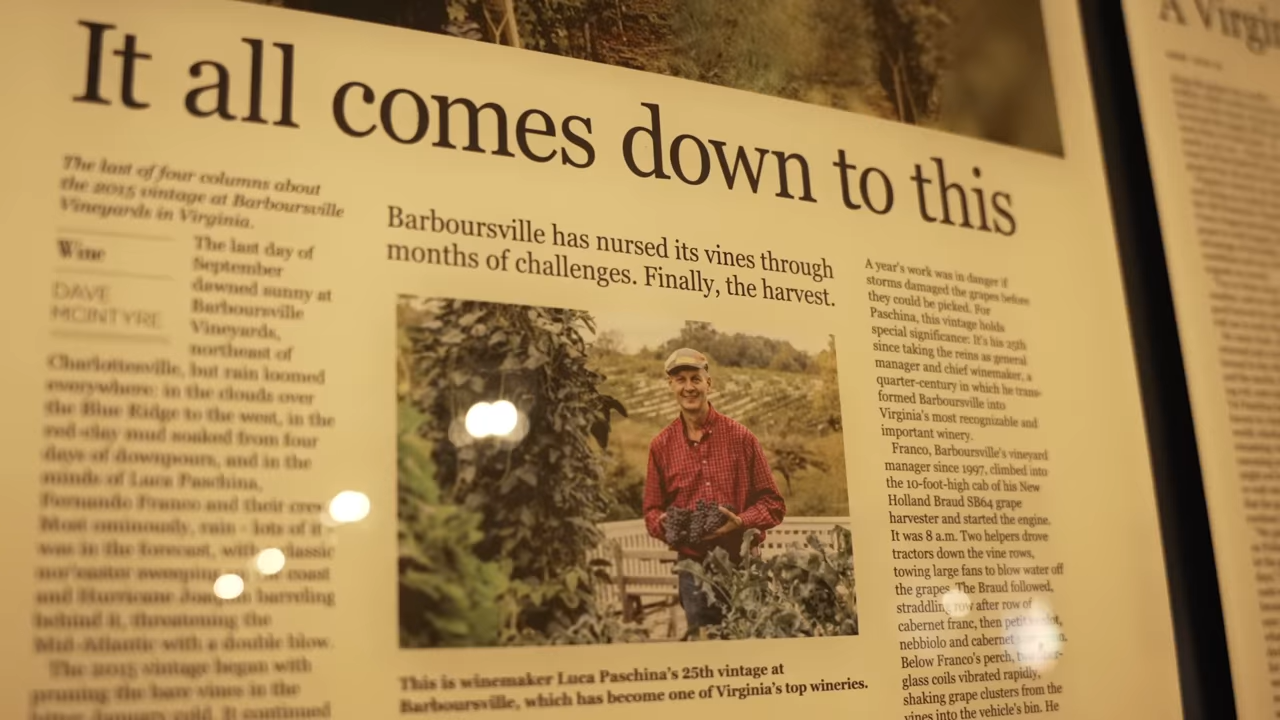 It all comes down to this
The last of four columns about
the 2015 vintage at Barboursville
Vineyards in Virginia.
Wine
DAVE
MCINTYRE
The last day of
September
dawned sunny at
Barboursville
Vineyards,
northeast of
Charlottesville, but rain loomed
everywhere: in the clouds over
the Blue Ridge to the west, in the
red-clay mud soaked from four
days of downpours, and in the
minds of Luca Paschina,
Fernando Franco and their crew.
Most ominously, rain - lots of it -
was in the forecast, with a classic
nor'easter sweeping the coast
and Hurricane Joaquin barreling
behind it, threatening the
Mid-Atlantic with a double blow.
The 2015 vintage began with
pruning the bare vines in the
bitter January cold. It continued
Barboursville has nursed its vines through
months of challenges. Finally, the harvest.
This is winemaker Luca Paschina's 25th vintage at
Barboursville, which has become one of Virginia's top wineries.
A year's work was in danger if
storms damaged the grapes before
they could be picked. For
Paschina, this vintage holds
special significance: It's his 25th
since taking the reins as general
manager and chief winemaker, a
quarter-century in which he trans-
formed Barboursville into
Virginia's most recognizable and
important winery.
Franco, Barboursville's vineyard
manager since 1997, climbed into
the 10-foot-high cab of his New
Holland Braud SB64 grape
harvester and started the engine.
It was 8 a.m. Two helpers drove
tractors down the vine rows,
towing large fans to blow water off
the grapes. The Braud followed,
straddling row after row of
cabernet franc, then petit verdot,
nebbiolo and cabernet
Below Franco's perch,
glass coils vibrated rapidly,
shaking grape clusters from the
vines into the vehicle's bin. He
A Virgin